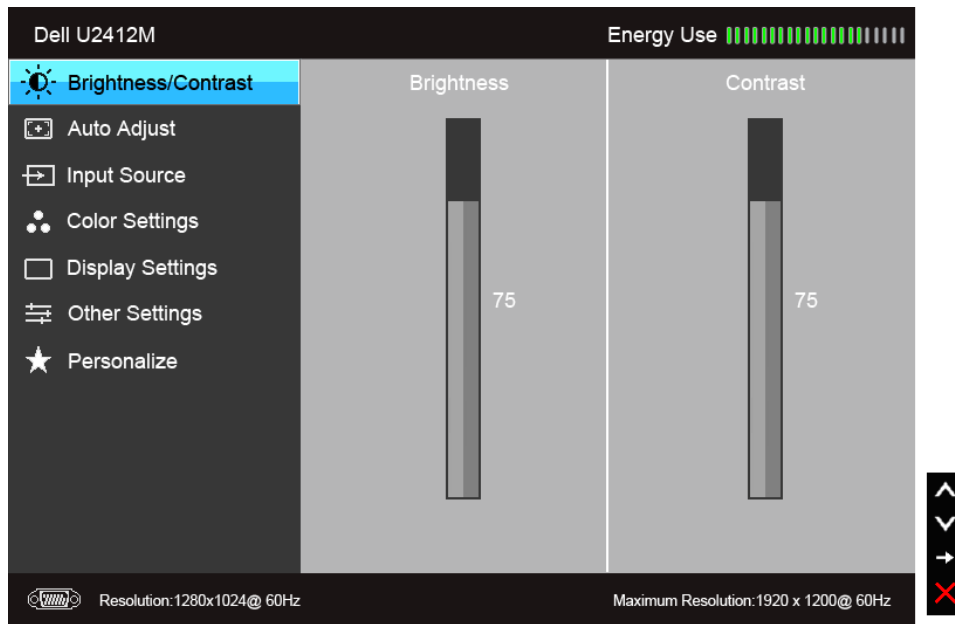 Dell U2412M
Energy Use
Brightness/Contrast
Auto Adjust
Input Source
Color Settings
Display Settings
Other Settings
Personalize
Brightness
75
Contrast
75
Resolution:1280x1024@ 60Hz
Maximum Resolution:1920 x 1200@ 60Hz